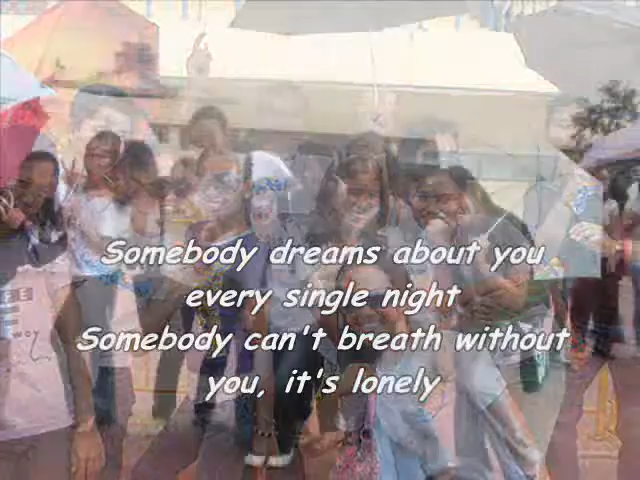 Somebody dreams about you
every single night
Somebody can't breath without
you, it's lonely